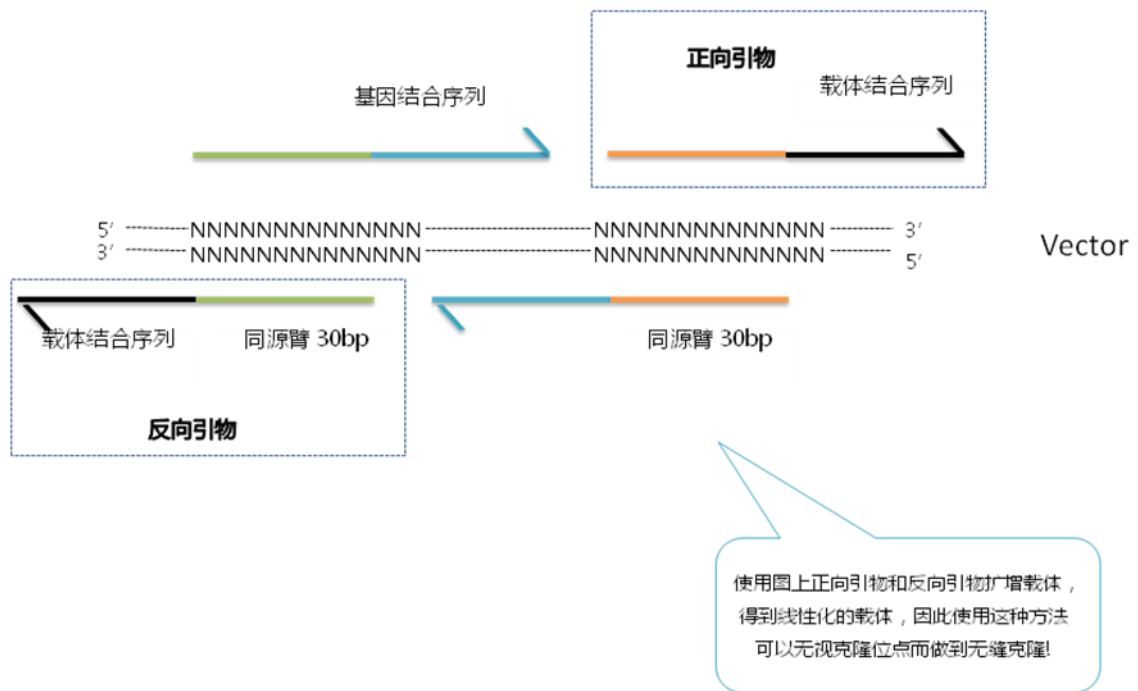 正向引物
基因结合序列
载体结合序列
5′ NNNNNNNNNNNNNN NNNNNNNNNNNNNN 3′
3′ NNNNNNNNNNNNNN NNNNNNNNNNNNNN 5′
Vector
载体结合序列
同源臂 30bp
同源臂 30bp
反向引物
使用图上正向引物和反向引物扩增载体，
得到线性化的载体，因此使用这种方法
可以无视克隆位点而做到无缝克隆!